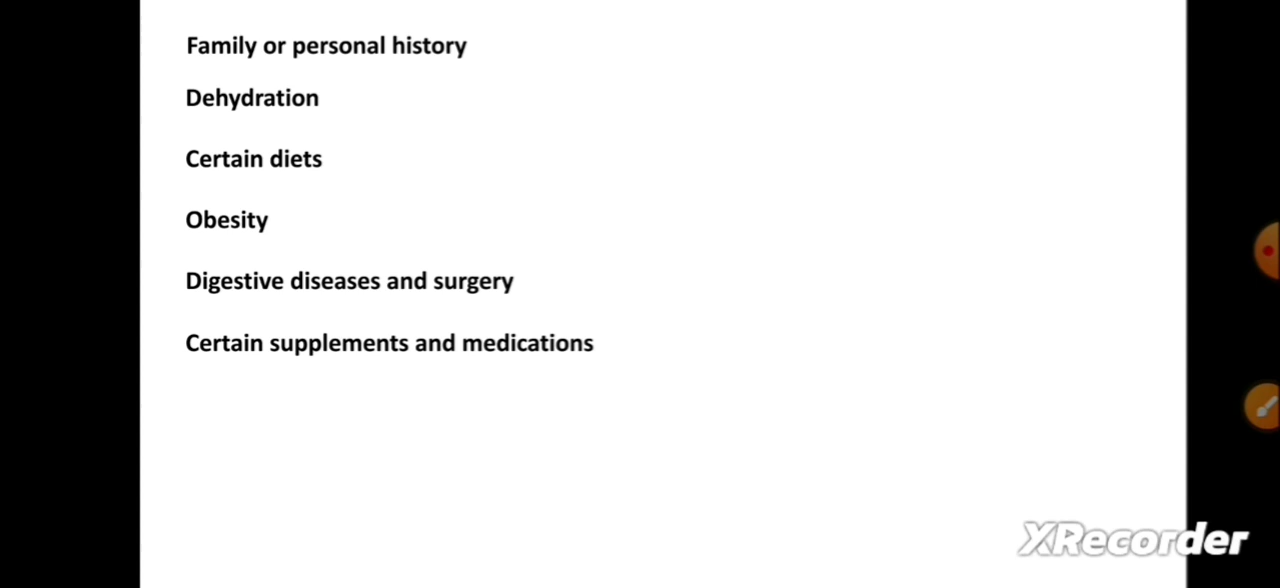 Family or personal history
Dehydration
Certain diets
Obesity
Digestive diseases and surgery
Certain supplements and medications
XRecorder